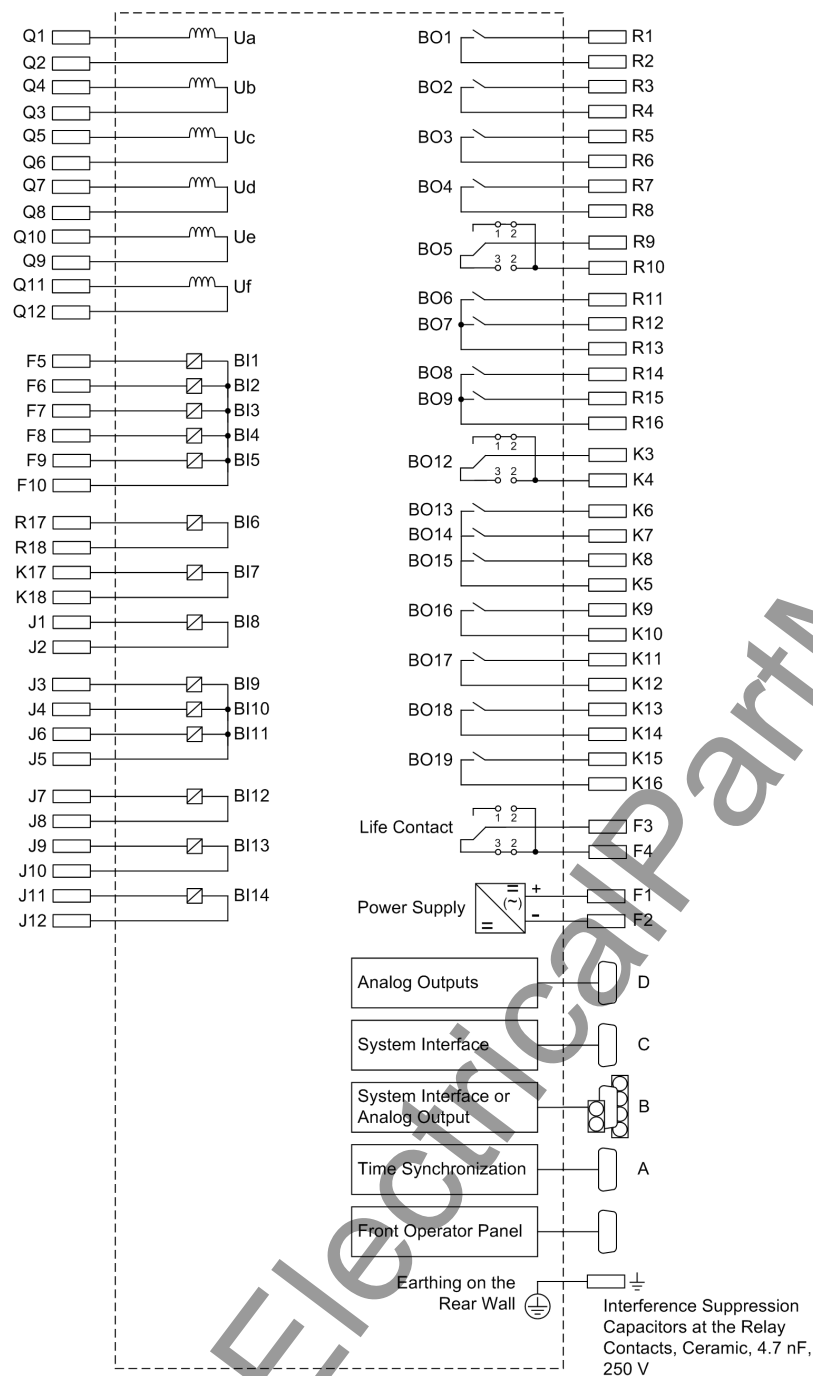 Q1 Ua BO1 R1
Q2 R2
Q4 Ub BO2 R3
Q3 R4
Q5 Uc BO3 R5
Q6 R6
Q7 Ud BO4 R7
Q8 R8
Q10 Ue BO5 1 2 R9
Q9 3 2 R10
Q11 Uf BO6 R11
Q12 BO7 R12
R13
F5 BI1 BO8 R14
F6 BI2 BO9 R15
F7 BI3 R16
F8 BI4 1 2
F9 BI5 BO12 K3
F10 3 2 K4
R17 BI6 BO13 K6
R18 BO14 K7
K17 BI7 BO15 K8
K18 K5
J1 BI8 BO16 K9
J2 K10
J3 BI9 BO17 K11
J4 BI10 K12
J6 BI11 BO18 K13
J5 K14
BO19 K15
J7 BI12 K16
J8 1 2
J9 BI13 Life Contact F3
J10 3 2 F4
J11 BI14 = + F1
J12 Power Supply (~) - F2
=
Analog Outputs D
System Interface C
System Interface or
Analog Output B
Time Synchronization A
Front Operator Panel
Earthing on the
Rear Wall
Interference Suppression
Capacitors at the Relay
Contacts, Ceramic, 4.7 nF,
250 V